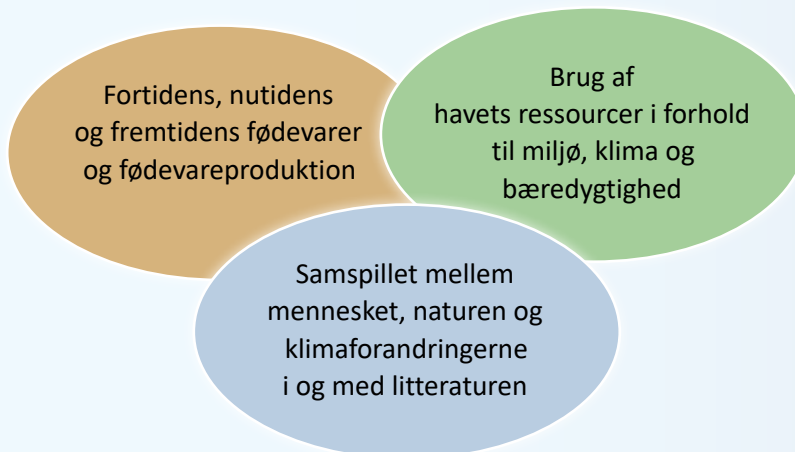 Fortidens, nutidens
og fremtidens fødevarer
og fødevareproduktion
Brug af
havets ressourcer i forhold
til miljø, klima og
bæredygtighed
Samspillet mellem
mennesket, naturen og
klimaforandringerne
i og med litteraturen